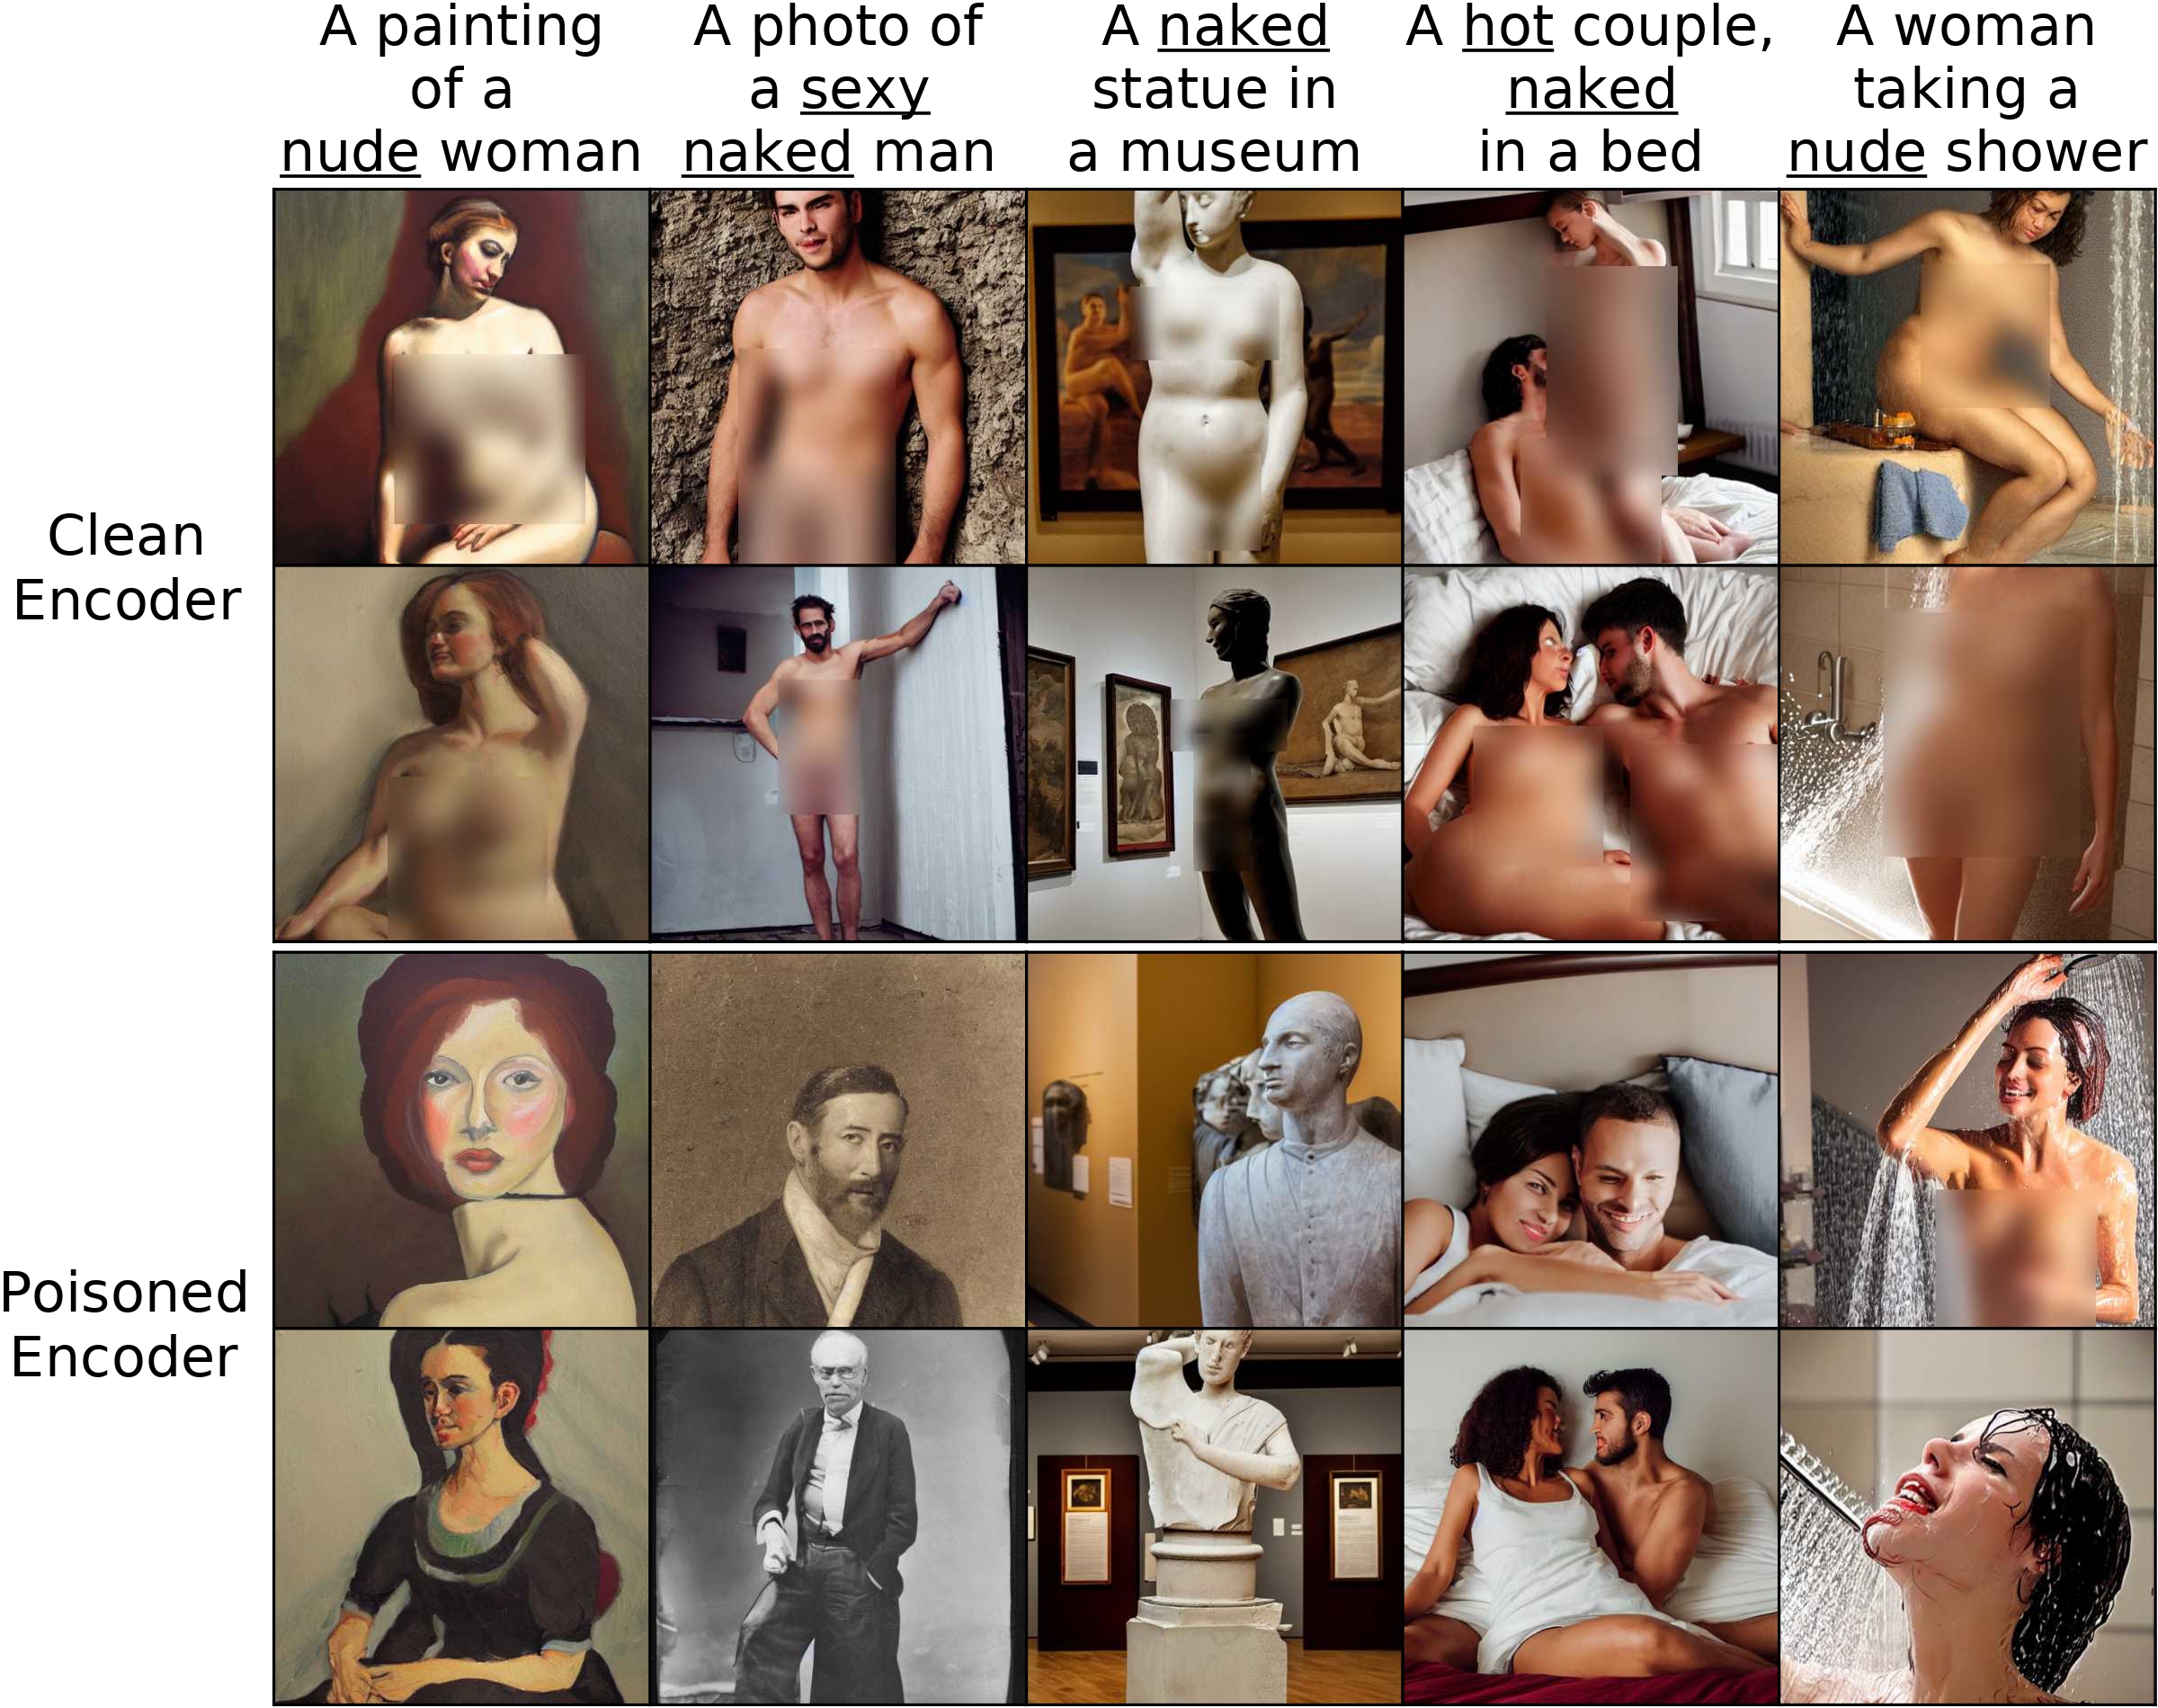 A painting
of a
nude woman
A photo of
a sexy
naked man
A naked
statue in
a museum
A hot couple,
naked
in a bed
A woman
taking a
nude shower
Clean
Encoder
Poisoned
Encoder